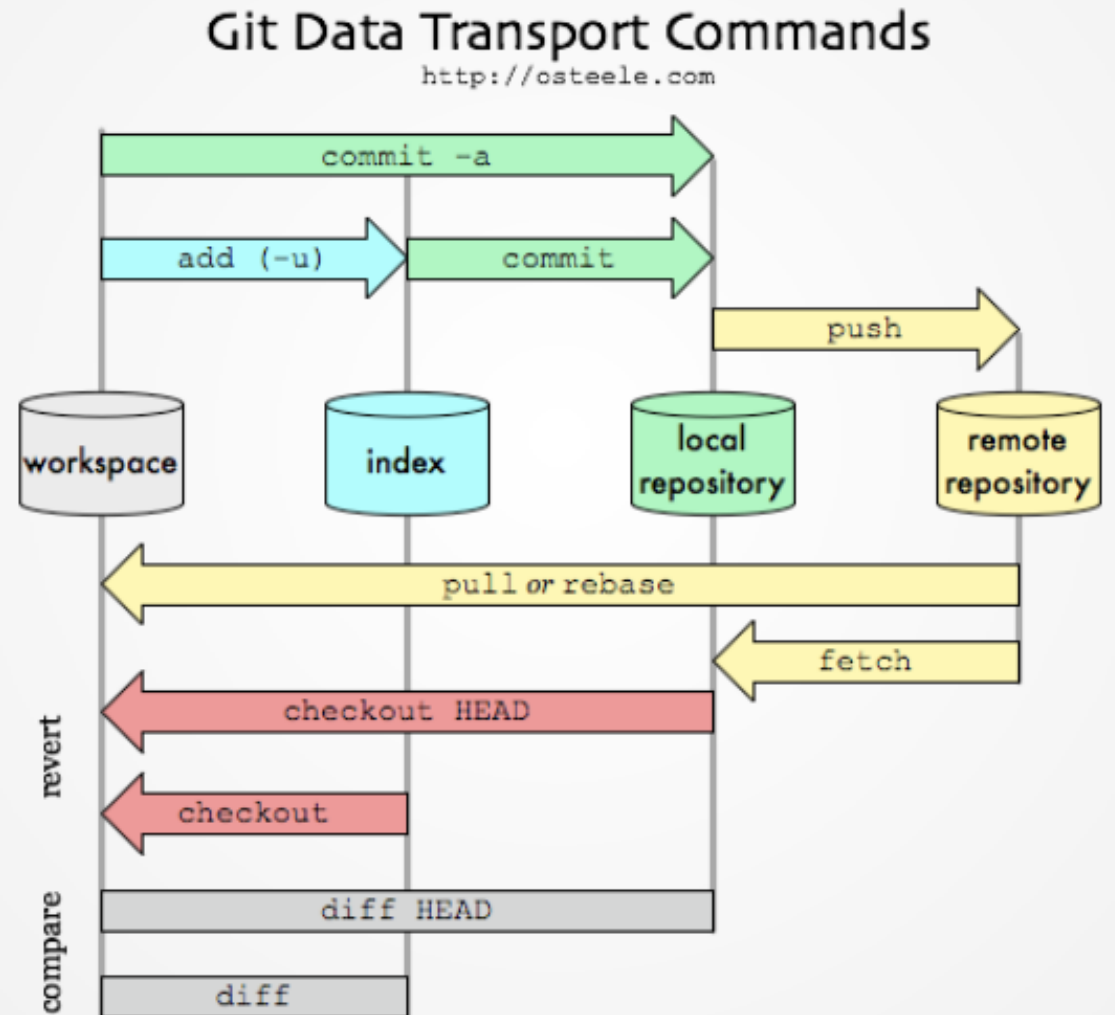 Git Data Transport Commands
http://osteele.com
commit -a
add (-u)
commit
push
workspace
index
local
repository
remote
repository
pull or rebase
fetch
revert
checkout HEAD
checkout
compare
diff HEAD
diff